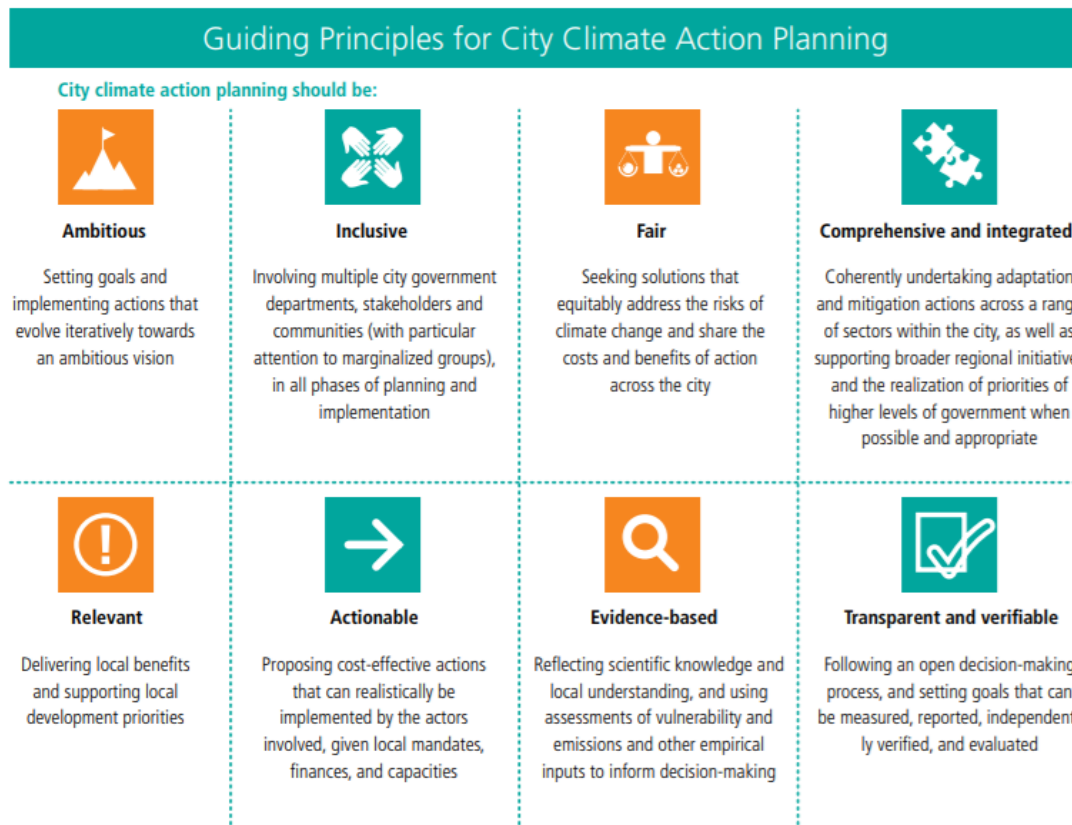 Guiding Principles for City Climate Action Planning
City climate action planning should be:
Ambitious
Setting goals and
implementing actions that
evolve iteratively towards
an ambitious vision
Inclusive
Involving multiple city government
departments, stakeholders and
communities (with particular
attention to marginalized groups),
in all phases of planning and
implementation
Fair
Seeking solutions that
equitably address the risks of
climate change and share the
costs and benefits of action
across the city
Comprehensive and integrated
Coherently undertaking adaptation
and mitigation actions across a rang
of sectors within the city, as well as
supporting broader regional initiative
and the realization of priorities of
higher levels of government when
possible and appropriate
Relevant
Delivering local benefits
and supporting local
development priorities
Actionable
Proposing cost-effective actions
that can realistically be
implemented by the actors
involved, given local mandates,
finances, and capacities
Evidence-based
Reflecting scientific knowledge and
local understanding, and using
assessments of vulnerability and
emissions and other empirical
inputs to inform decision-making
Transparent and verifiable
Following an open decision-making
process, and setting goals that can
be measured, reported, independent
ly verified, and evaluated